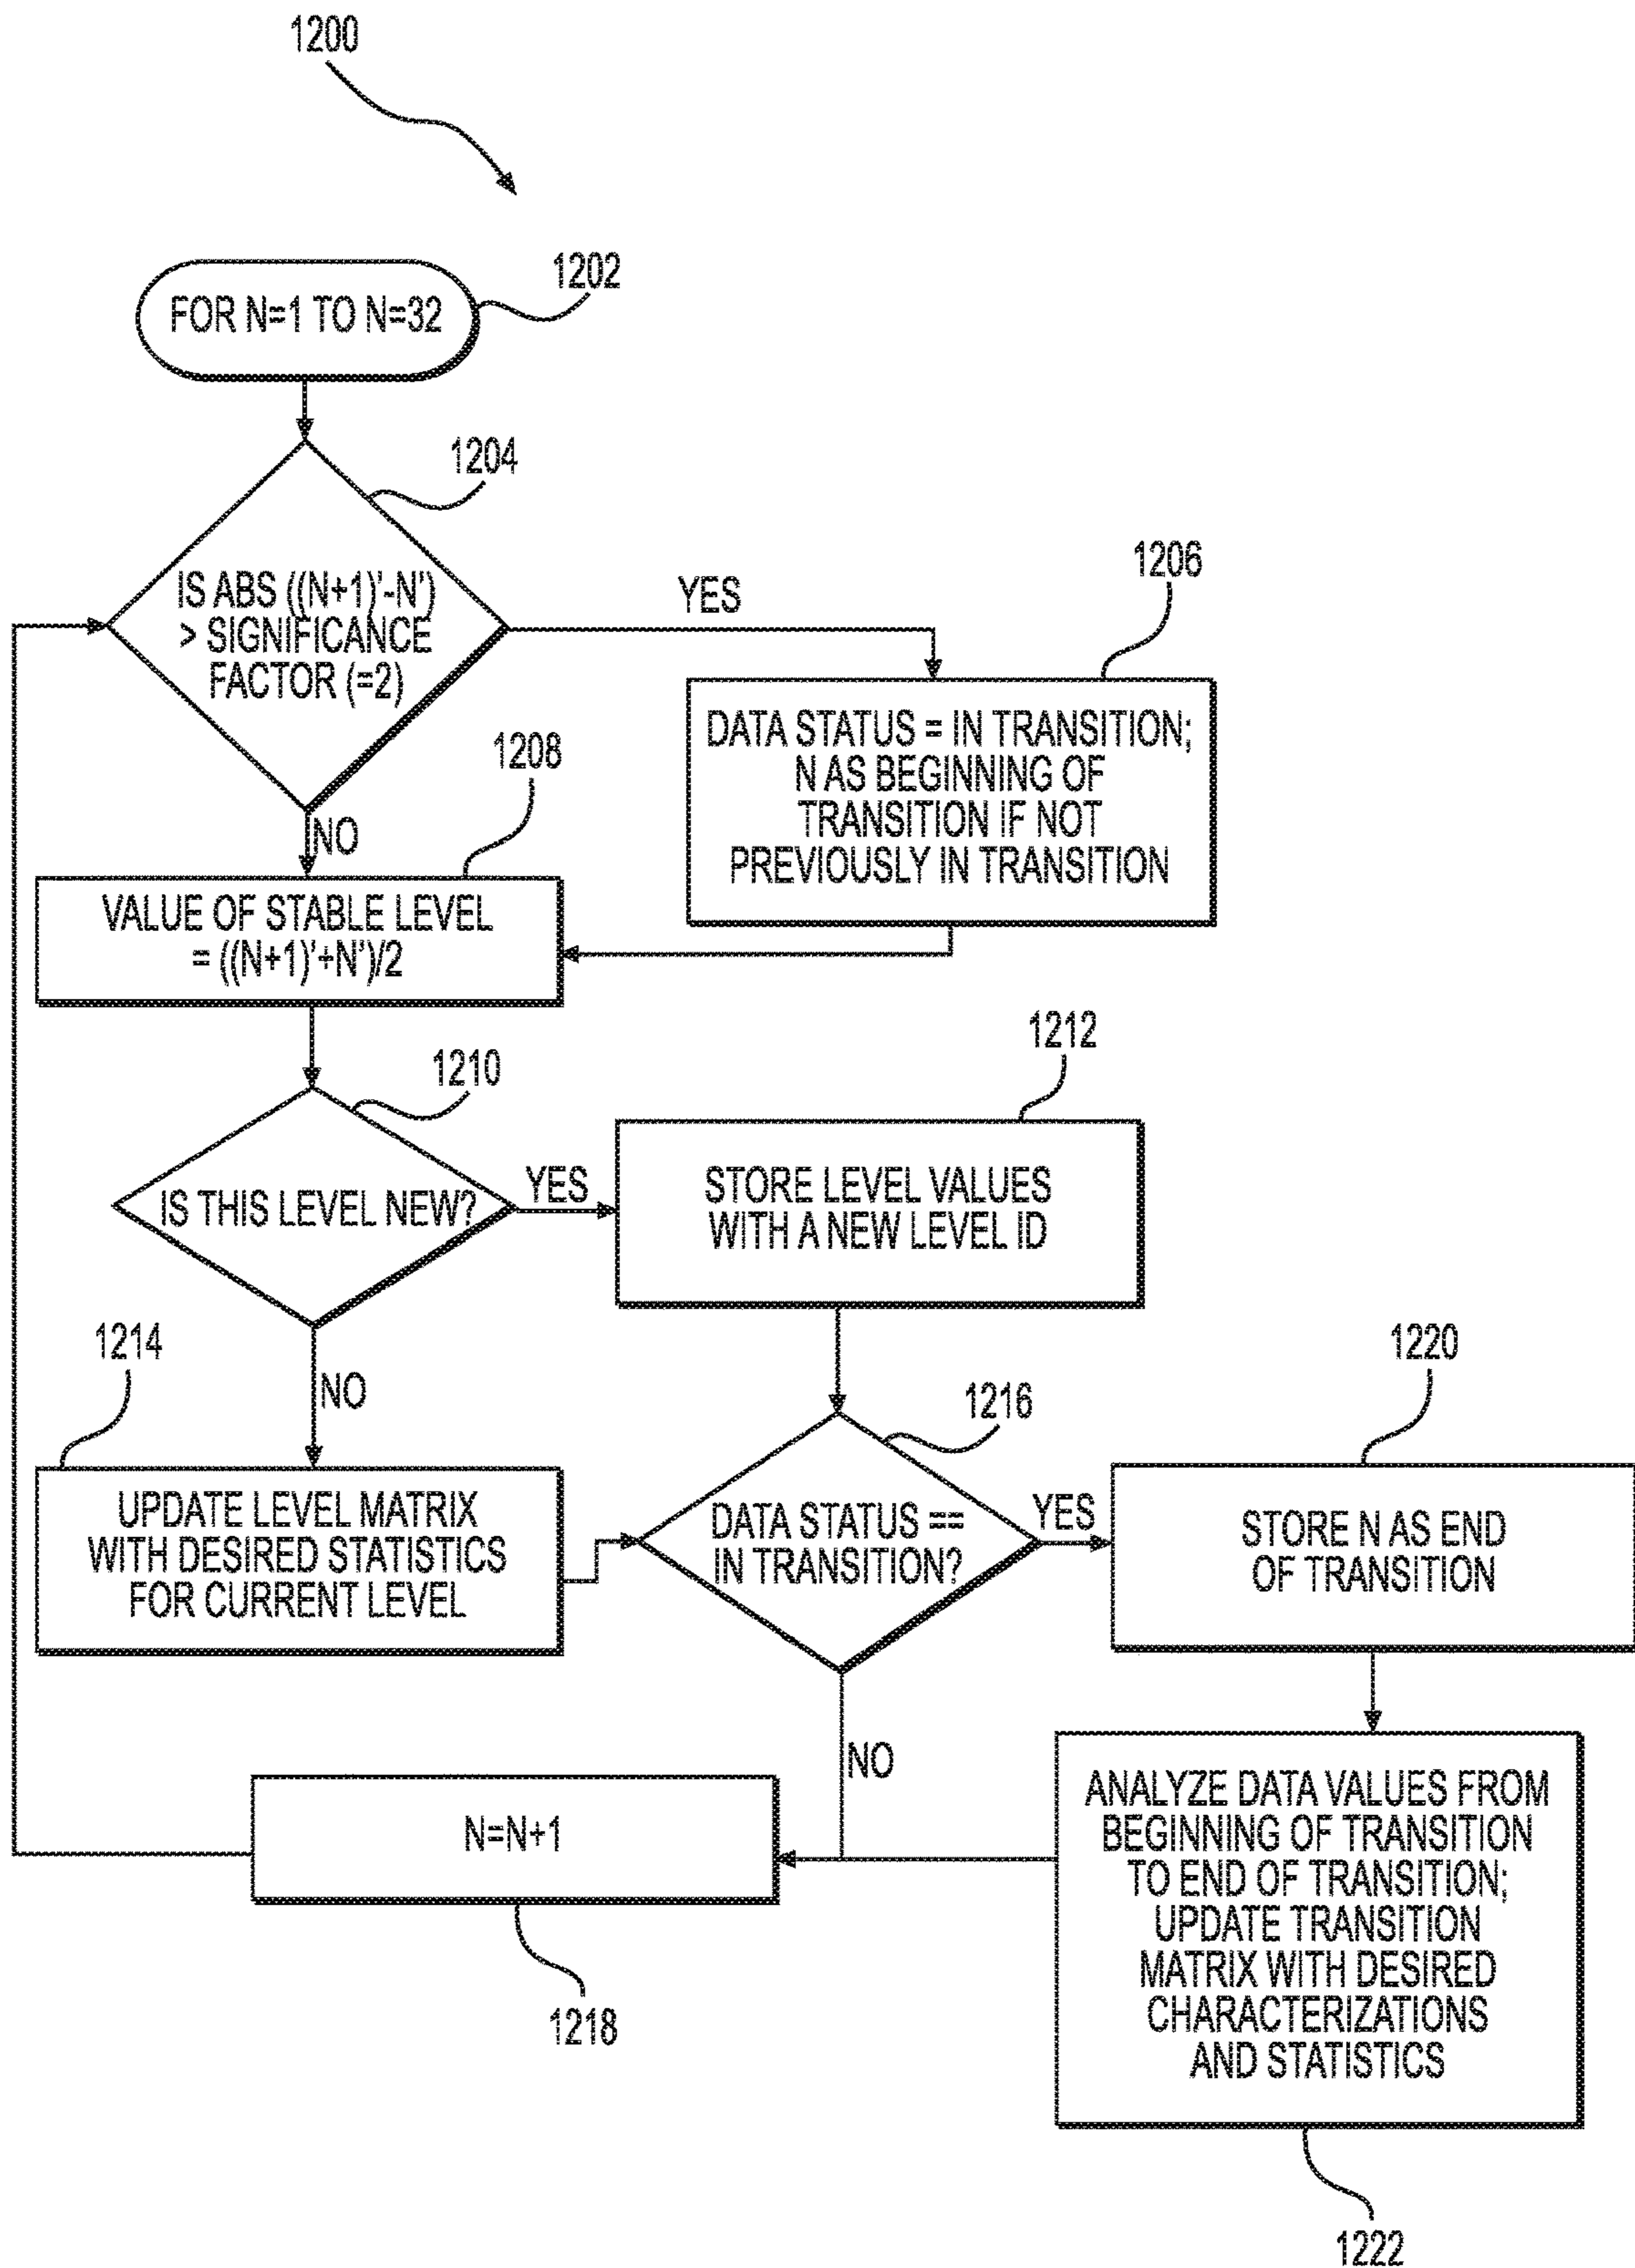 1200
1202
FOR N=1 TO N=32
1204
IS ABS ((N+1)'-N')
> SIGNIFICANCE
FACTOR (=2)
YES
1206
DATA STATUS = IN TRANSITION;
N AS BEGINNING OF
TRANSITION IF NOT
PREVIOUSLY IN TRANSITION
NO
1208
VALUE OF STABLE LEVEL
= ((N+1)'+N')/2
1210
IS THIS LEVEL NEW?
YES
1212
STORE LEVEL VALUES
WITH A NEW LEVEL ID
NO
1214
UPDATE LEVEL MATRIX
WITH DESIRED STATISTICS
FOR CURRENT LEVEL
1216
DATA STATUS ==
IN TRANSITION?
YES
1220
STORE N AS END
OF TRANSITION
NO
N=N+1
1218
ANALYZE DATA VALUES FROM
BEGINNING OF TRANSITION
TO END OF TRANSITION;
UPDATE TRANSITION
MATRIX WITH DESIRED
CHARACTERIZATIONS
AND STATISTICS
1222